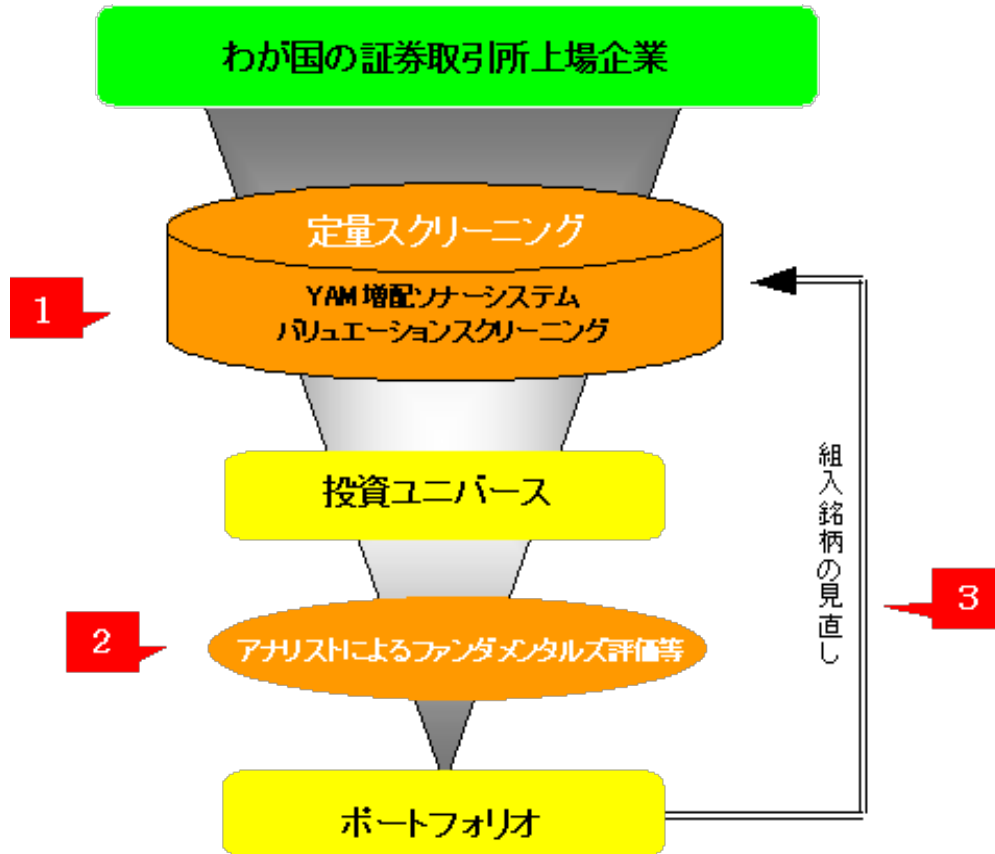 わが国の証券取引所上場企業
定量スクリーニング
YAM増配ソナーシステム
バリュエーションスクリーニング
1
投資ユニバース
2
アナリストによるファンダメンタルズ評価等
ポートフォリオ
組入銘柄の見直し
3